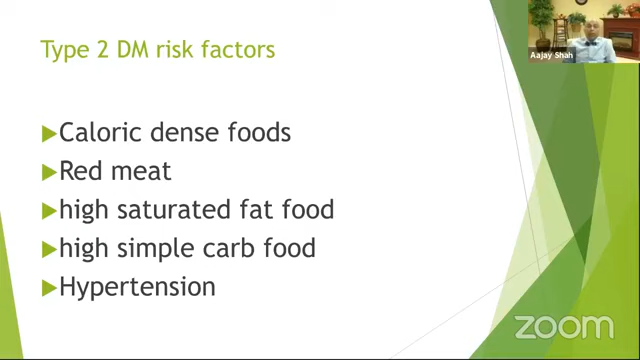 Type 2 DM risk factors
Aajay Shah
Caloric dense foods
Red meat
high saturated fat food
high simple carb food
Hypertension
zoom